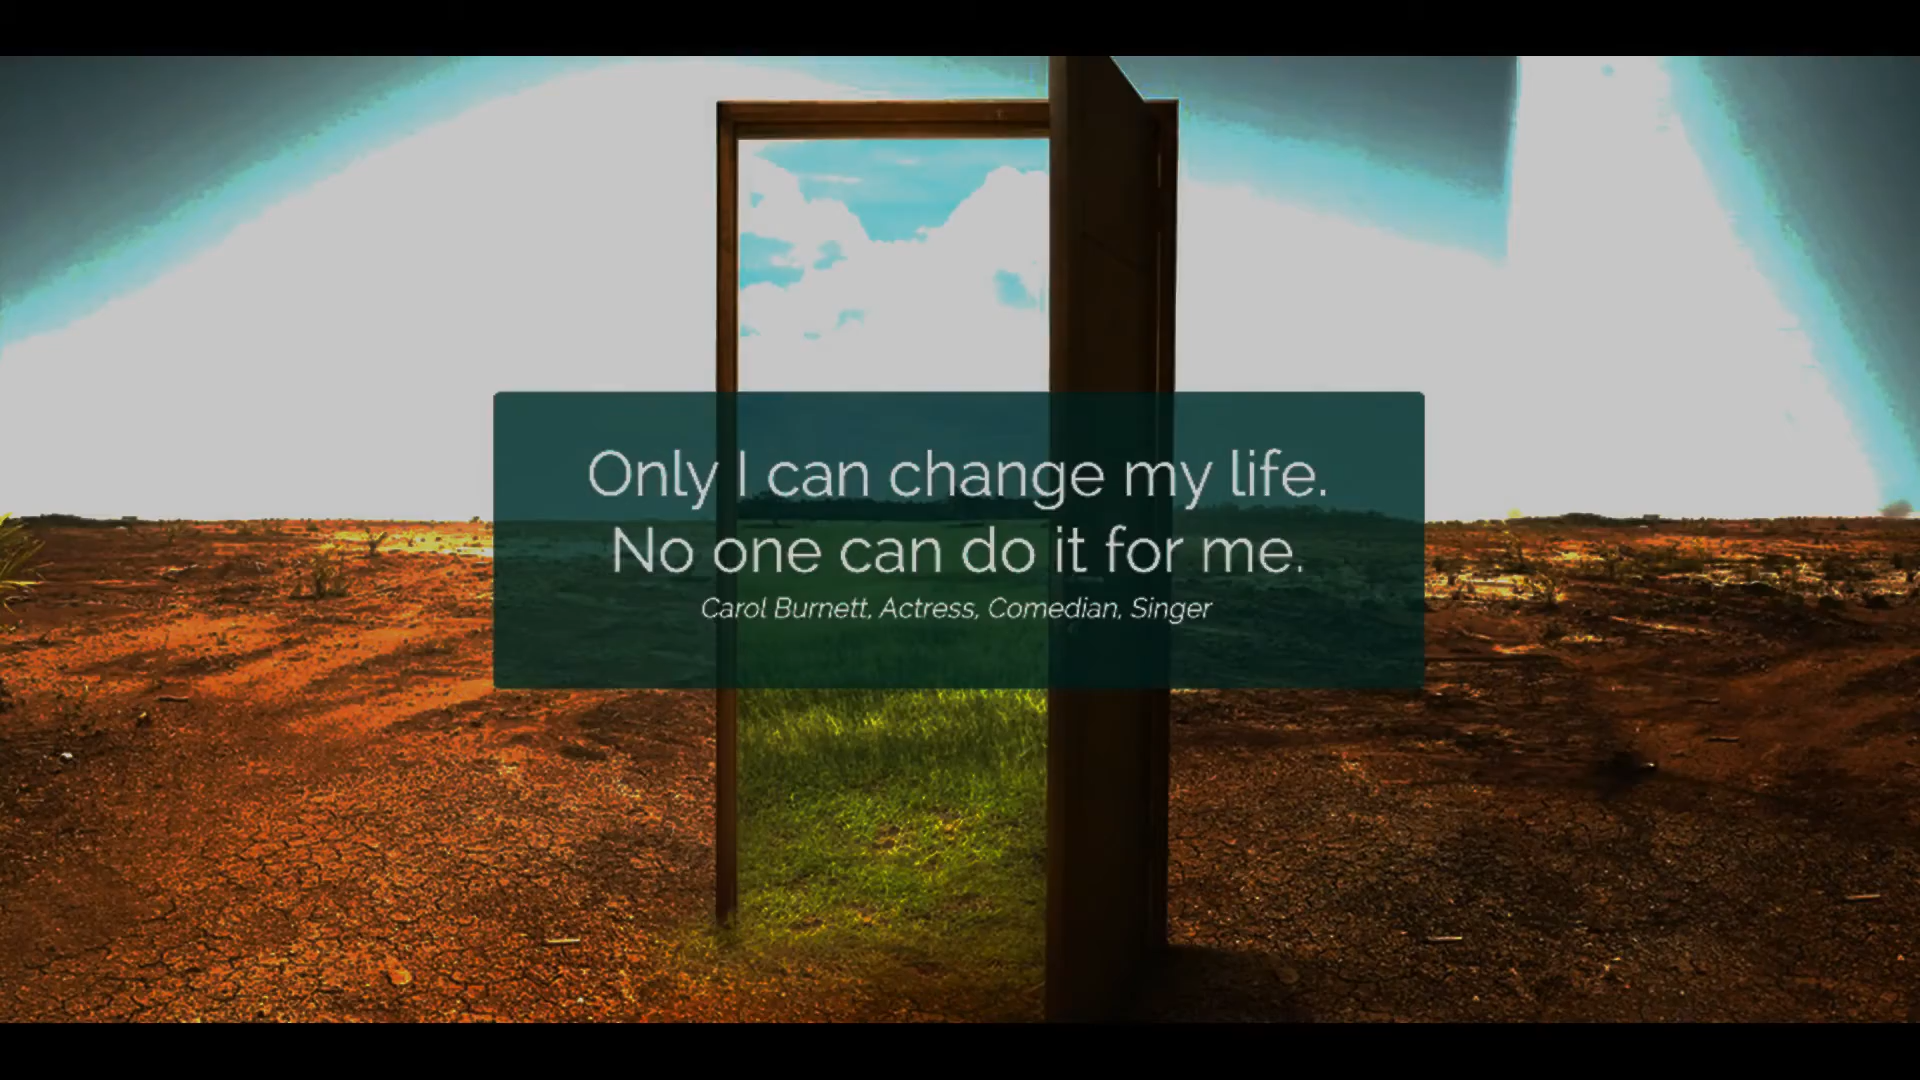 Only I can change my life.
No one can do it for me.
Carol Burnett, Actress, Comedian, Singer